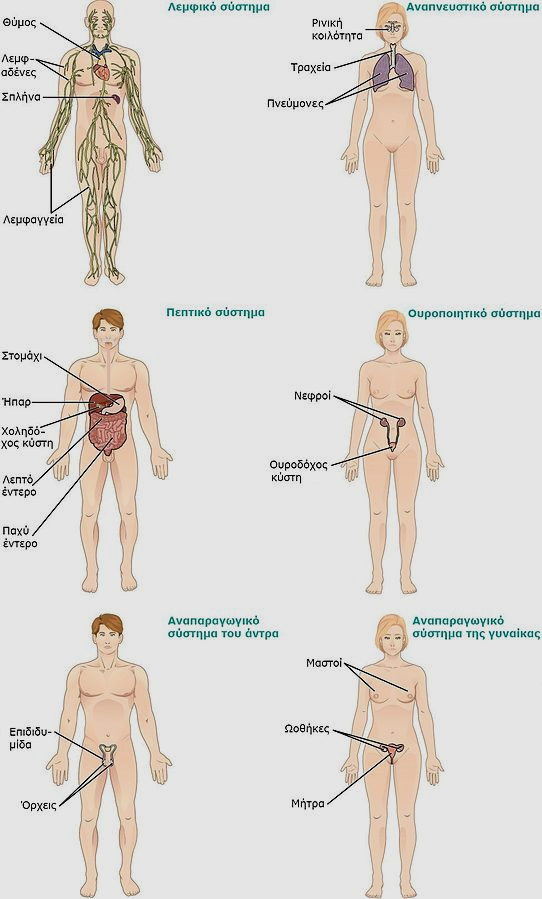 Λεμφικό σύστημα
Θύμος
Λεμφ-
αδένες
Σπλήνα
Λεμφαγγεία
Αναπνευστικό σύστημα
Ρινική
κοιλότητα
Τραχεία
Πνεύμονες
Πεπτικό σύστημα
Στομάχι
Ήπαρ
Χοληδό-
χος κύστη
Λεπτό
έντερο
Παχύ
έντερο
Ουροποιητικό σύστημα
Νεφροί
Ουροδόχος
κύστη
Αναπαραγωγικό
σύστημα του άντρα
Επιδιδυ-
μίδα
Όρχεις
Αναπαραγωγικό
σύστημα της γυναίκας
Μαστοί
Ωοθήκες
Μήτρα